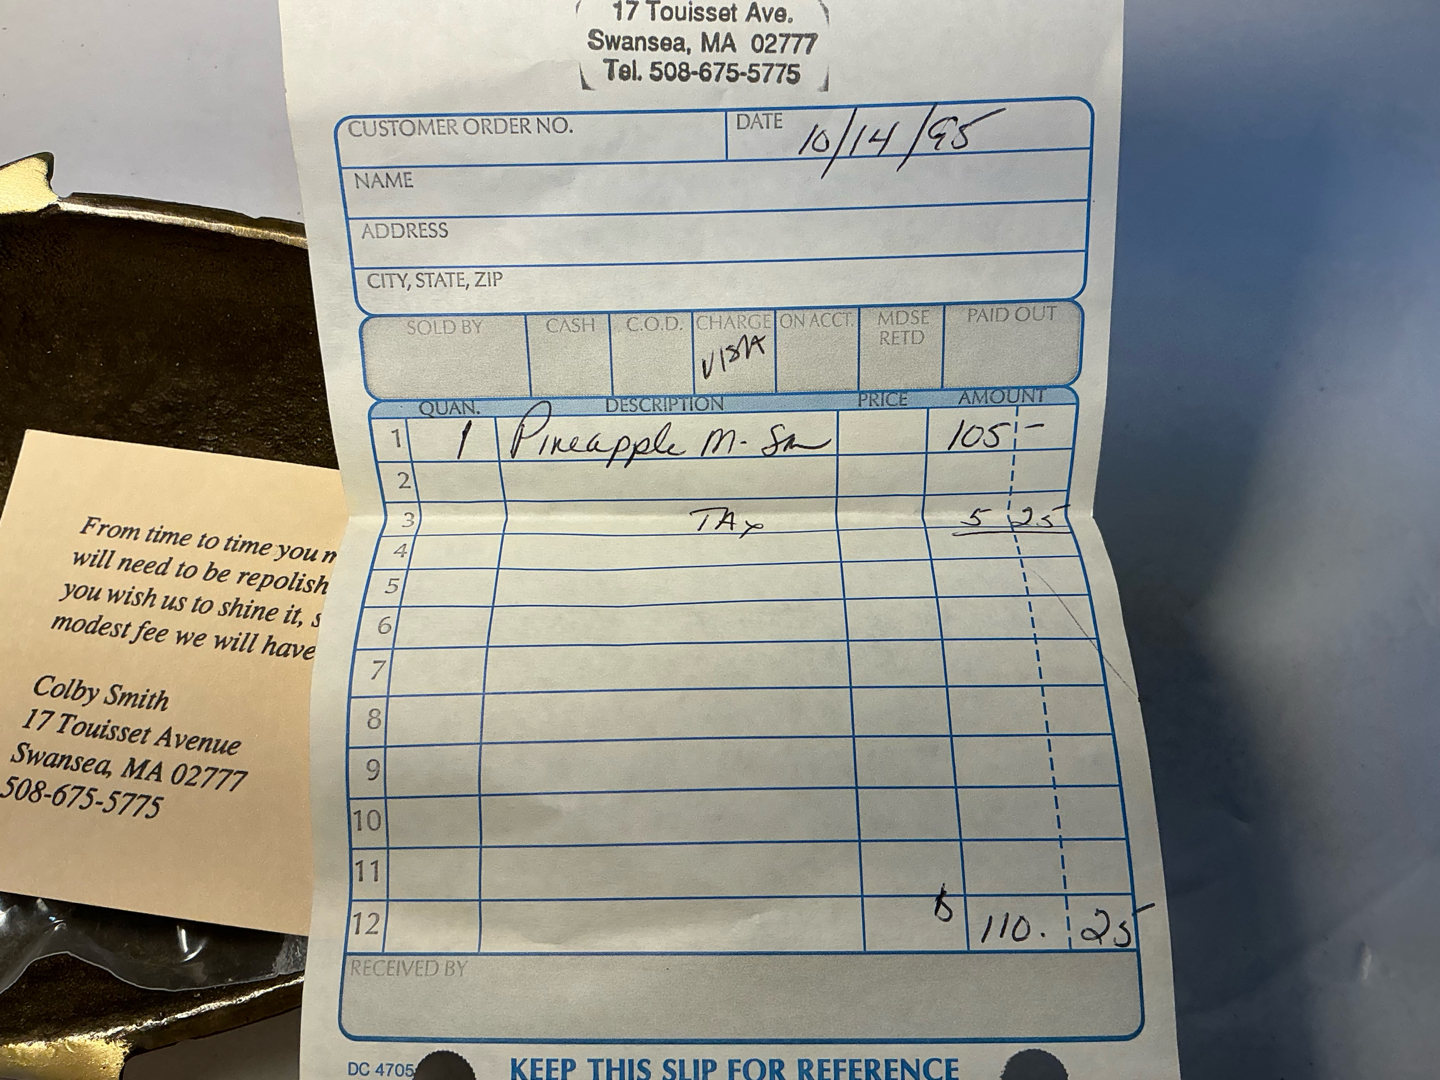 17 Touisset Ave.
Swansea, MA 02777
Tel. 508-675-5775
CUSTOMER ORDER NO.
DATE 10/14/95
NAME
ADDRESS
CITY, STATE, ZIP
SOLD BY CASH C.O.D. CHARGE ON ACCT. MDSE RETD PAID OUT
VISA
QUAN. DESCRIPTION PRICE AMOUNT
1 1 Pineapple M- Sm 105 -
2
3 TAX 5 25
4
5
6
7
8
9
10
11
12 $ 110. 25
RECEIVED BY
DC 4705
KEEP THIS SLIP FOR REFERENCE
From time to time you
will need to be repolish
you wish us to shine it,
modest fee we will have
Colby Smith
17 Touisset Avenue
Swansea, MA 02777
508-675-5775